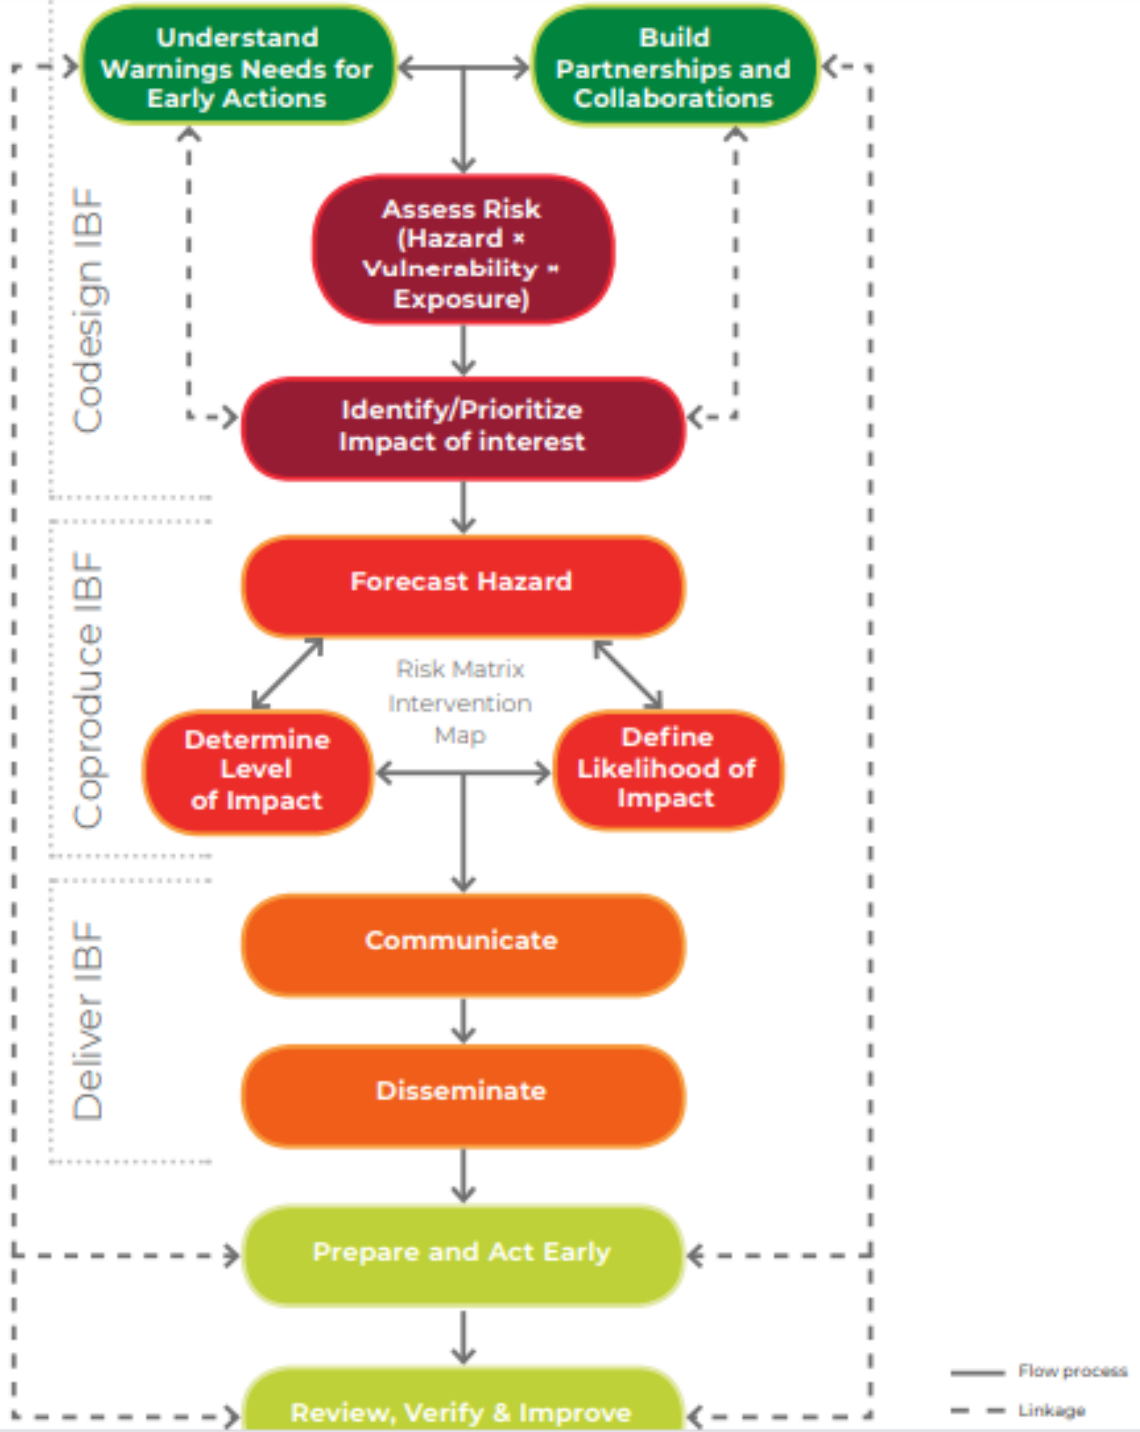 Understand
Warnings Needs for
Early Actions
Build
Partnerships and
Collaborations
Codesign IBF
Assess Risk
(Hazard ×
Vulnerability ×
Exposure)
Identify/Prioritize
Impact of interest
Coproduce IBF
Forecast Hazard
Risk Matrix
Intervention
Map
Determine
Level
of Impact
Define
Likelihood of
Impact
Deliver IBF
Communicate
Disseminate
Prepare and Act Early
Review, Verify & Improve
Flow process
Linkage